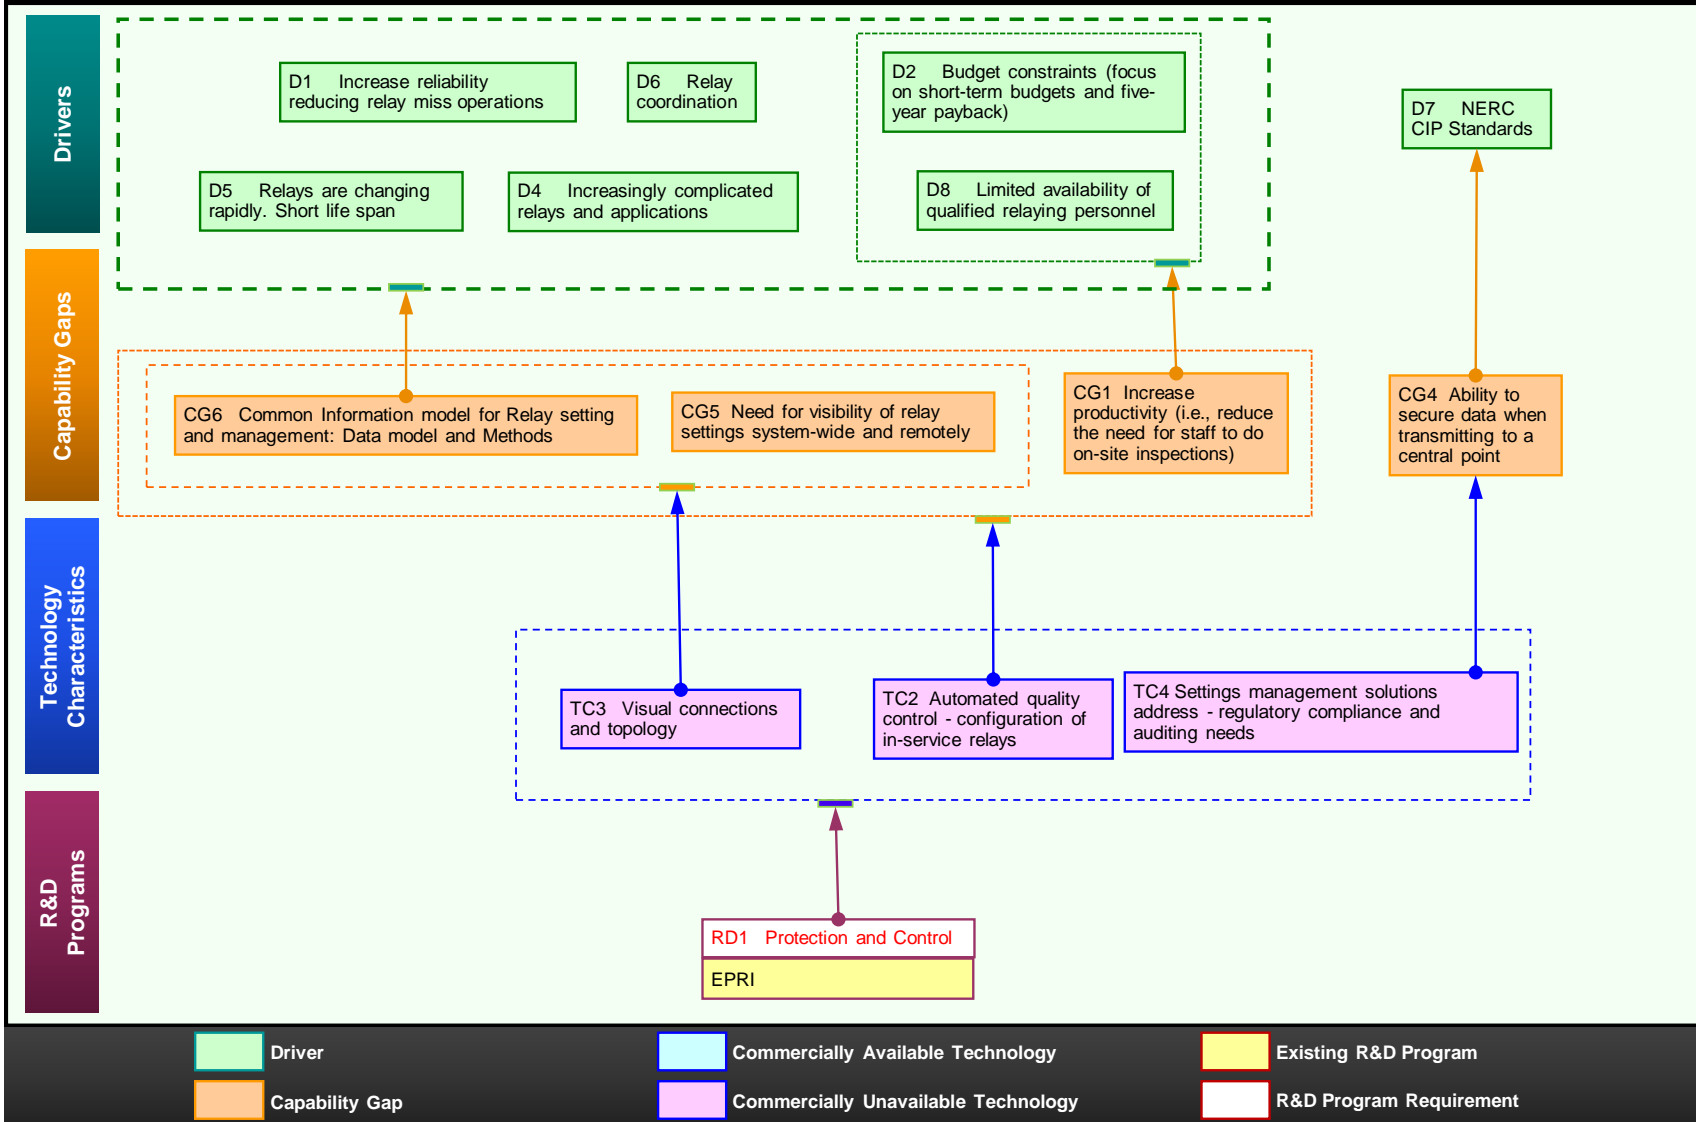 Drivers
D1 Increase reliability
reducing relay miss operations
D6 Relay
coordination
D2 Budget constraints (focus
on short-term budgets and five-
year payback)
D7 NERC
CIP Standards
D5 Relays are changing
rapidly. Short life span
D4 Increasingly complicated
relays and applications
D8 Limited availability of
qualified relaying personnel
Capability Gaps
CG6 Common Information model for Relay setting
and management: Data model and Methods
CG5 Need for visibility of relay
settings system-wide and remotely
CG1 Increase
productivity (i.e., reduce
the need for staff to do
on-site inspections)
CG4 Ability to
secure data when
transmitting to a
central point
Technology
Characteristics
TC3 Visual connections
and topology
TC2 Automated quality
control - configuration of
in-service relays
TC4 Settings management solutions
address - regulatory compliance and
auditing needs
R&D
Programs
RD1 Protection and Control
EPRI
Driver
Commercially Available Technology
Existing R&D Program
Capability Gap
Commercially Unavailable Technology
R&D Program Requirement